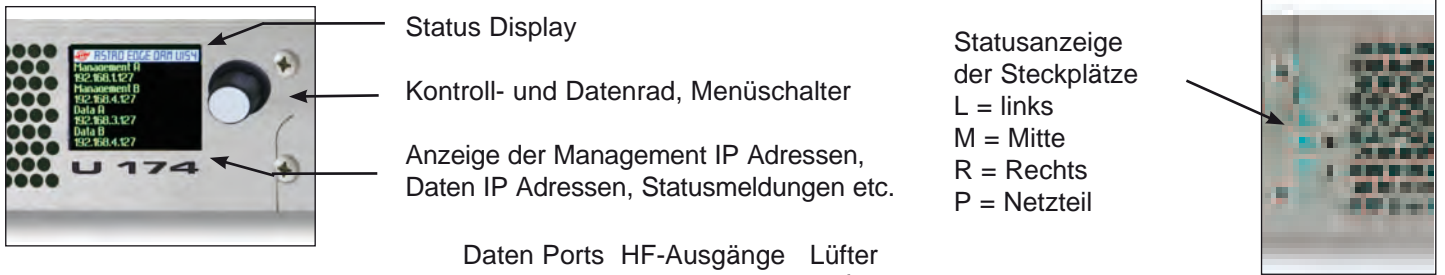 ASTRO EDGE QAM U154
Management A
192.168.1.127
Management B
192.168.4.127
Data A
192.168.3.127
Data B
192.168.4.127
U 174
Status Display
Kontroll- und Datenrad, Menüschalter
Anzeige der Management IP Adressen,
Daten IP Adressen, Statusmeldungen etc.
Statusanzeige
der Steckplätze
L = links
M = Mitte
R = Rechts
P = Netzteil
Daten Ports HF-Ausgänge Lüfter